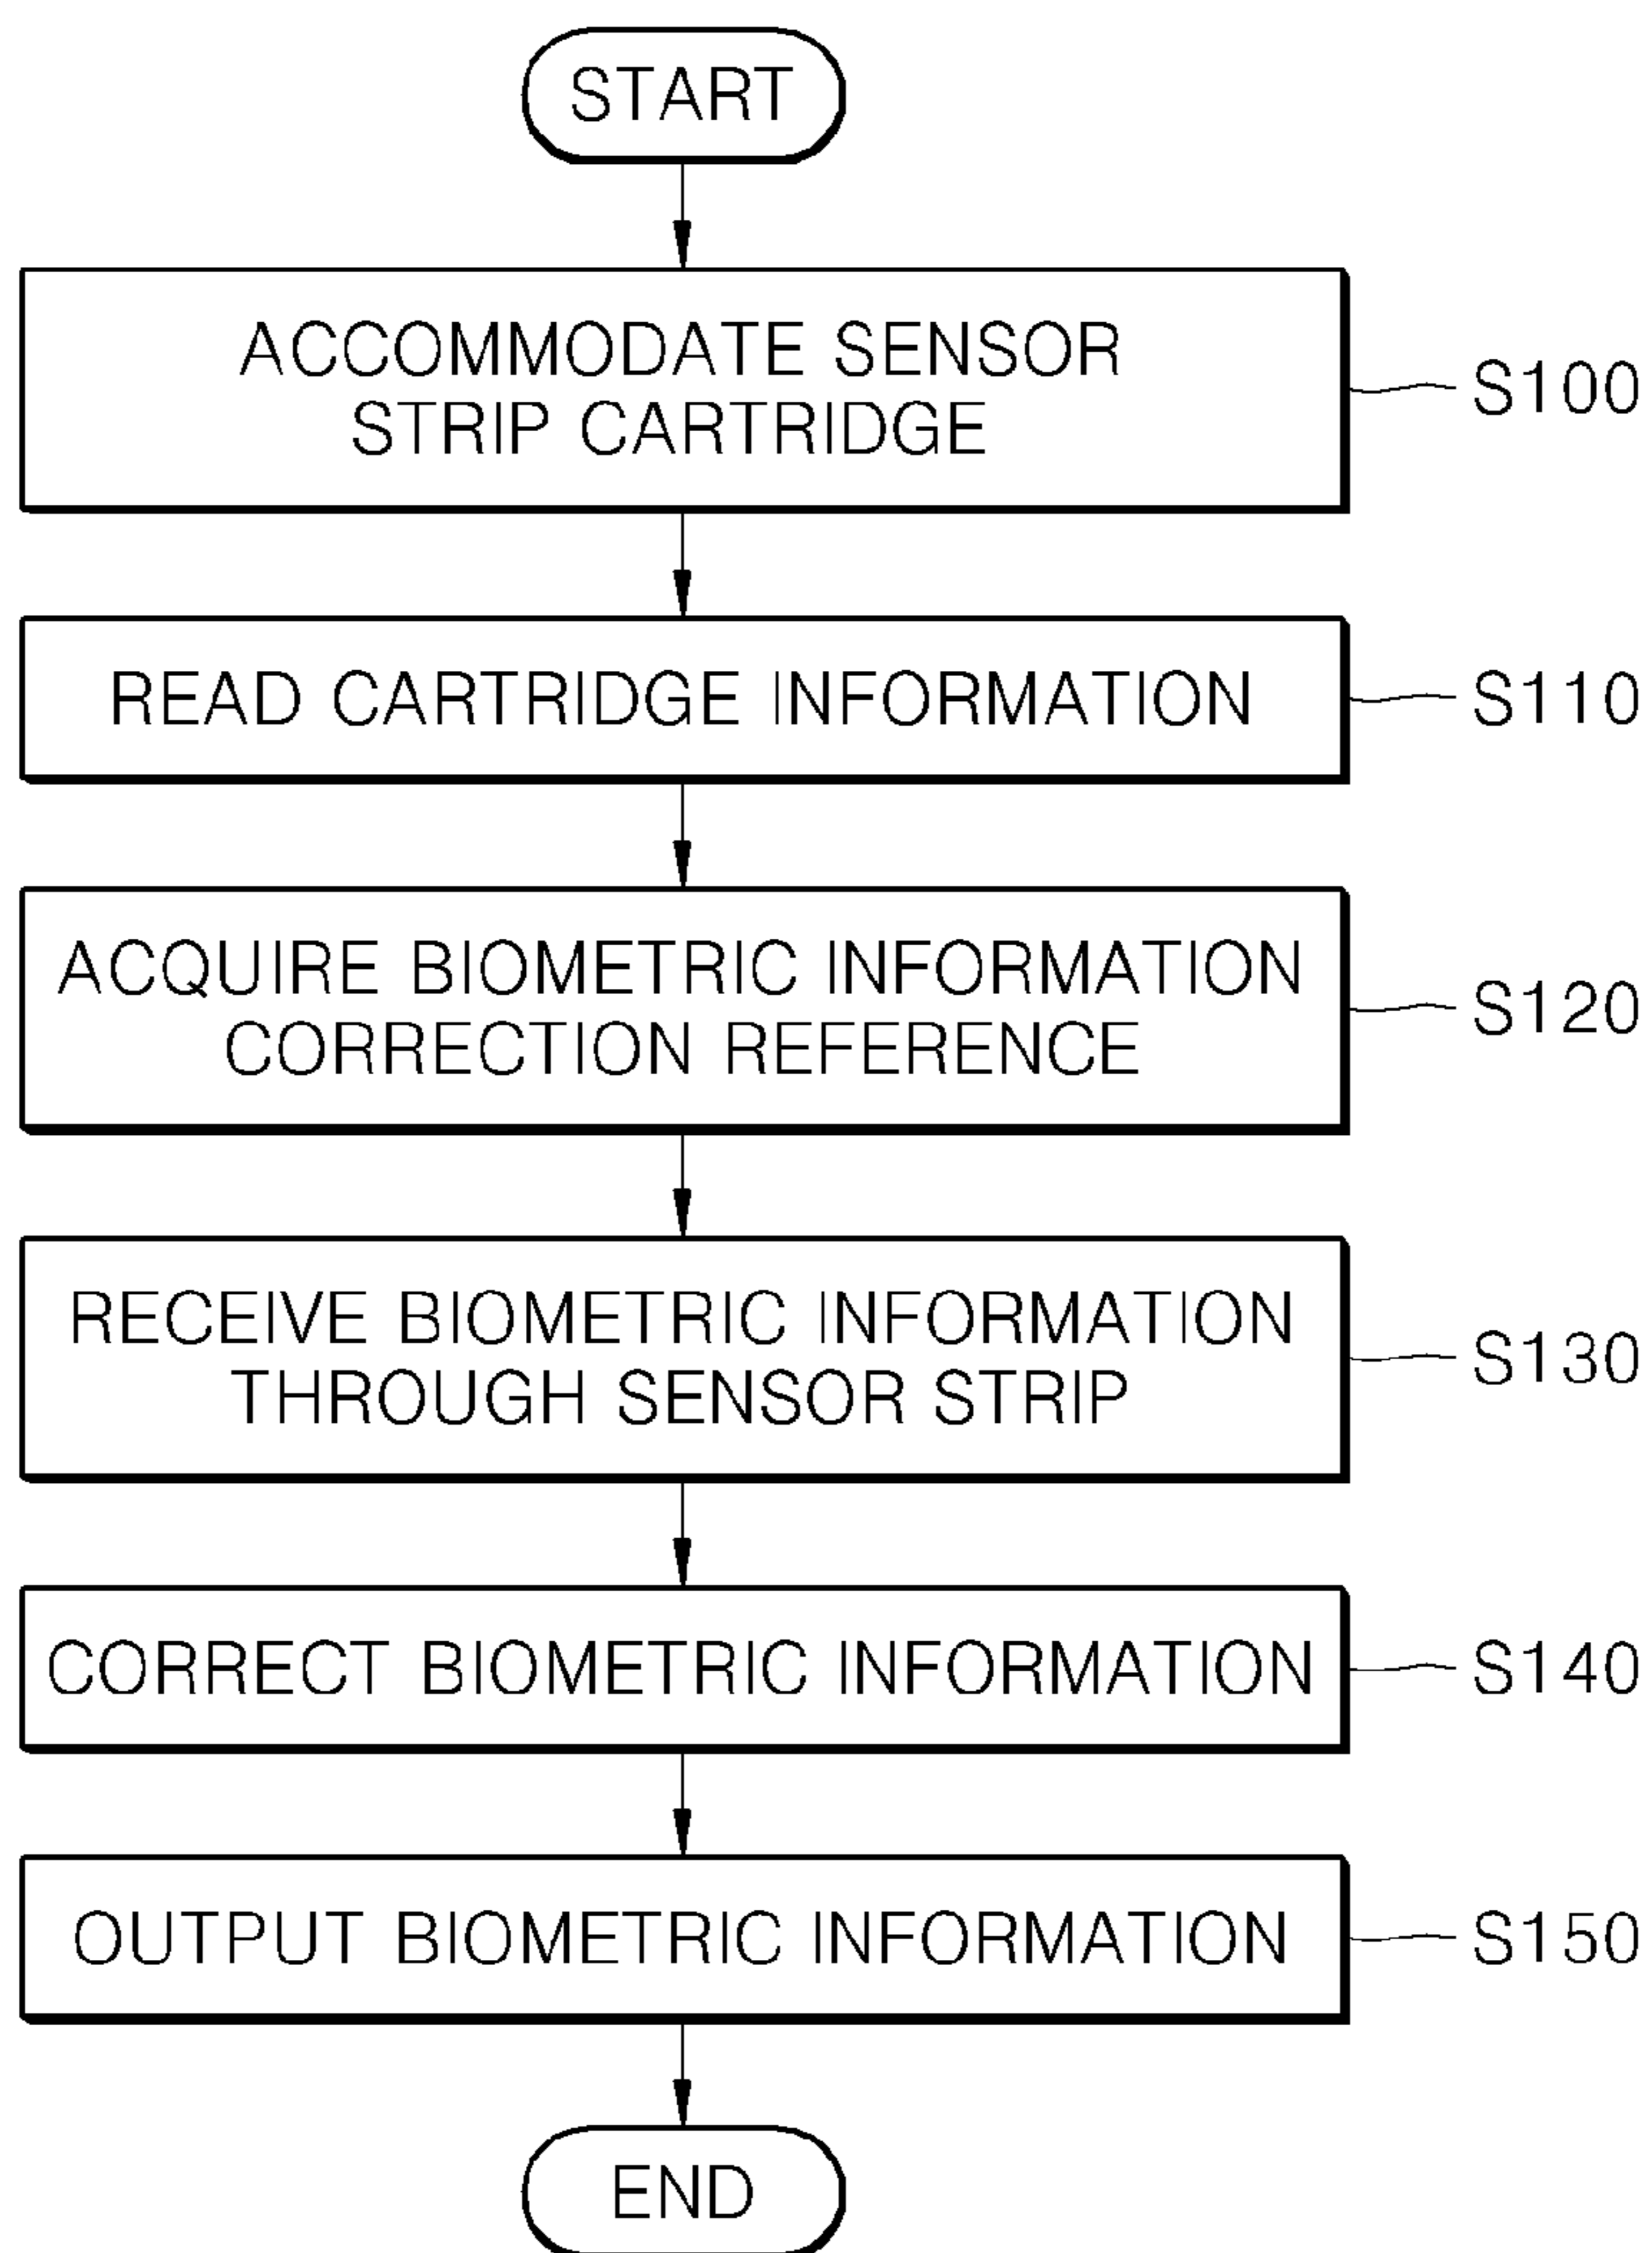 START
ACCOMMODATE SENSOR
STRIP CARTRIDGE
S100
READ CARTRIDGE INFORMATION
S110
ACQUIRE BIOMETRIC INFORMATION
CORRECTION REFERENCE
S120
RECEIVE BIOMETRIC INFORMATION
THROUGH SENSOR STRIP
S130
CORRECT BIOMETRIC INFORMATION
S140
OUTPUT BIOMETRIC INFORMATION
S150
END